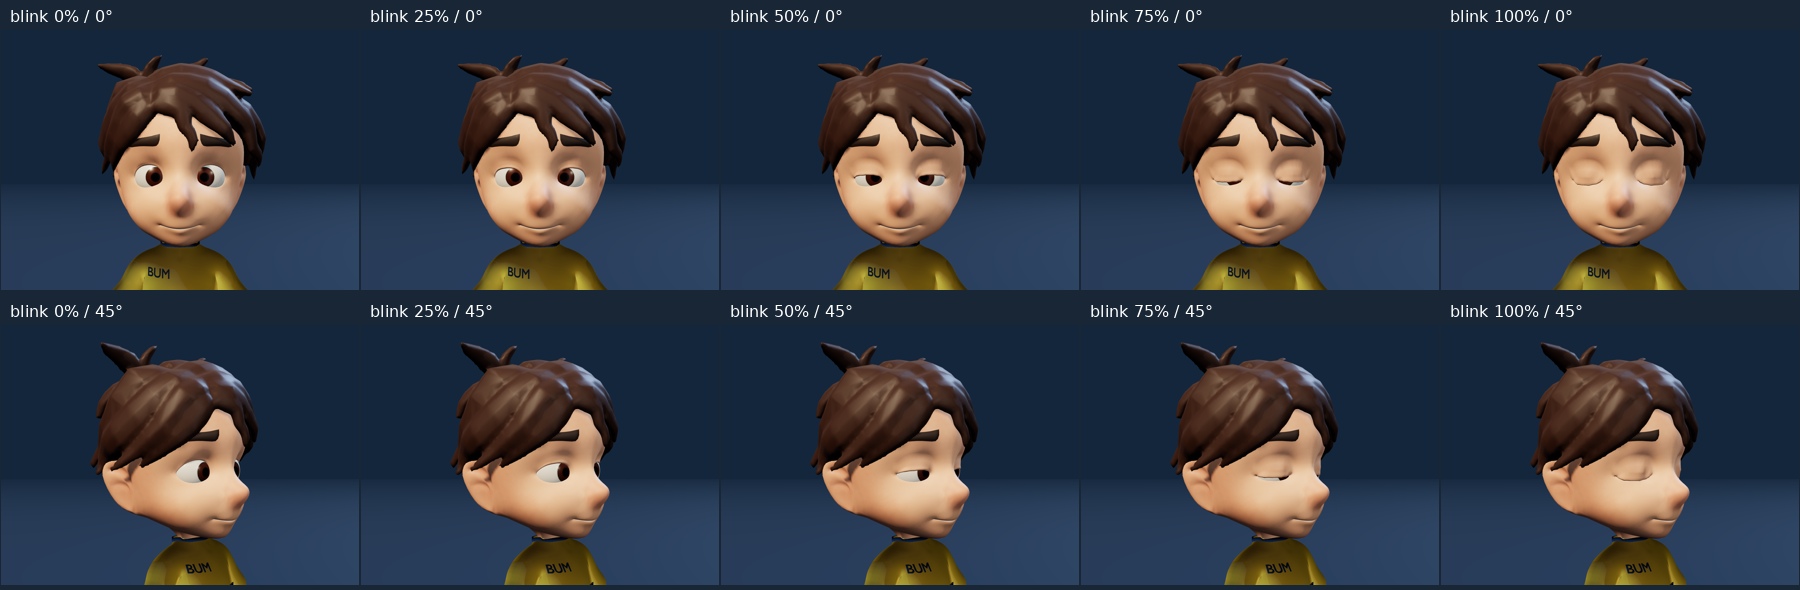 blink 0% / 0°
blink 25% / 0°
blink 50% / 0°
blink 75% / 0°
blink 100% / 0°
BUM
BUM
BUM
BUM
BUM
blink 0% / 45°
blink 25% / 45°
blink 50% / 45°
blink 75% / 45°
blink 100% / 45°
BUM
BUM
BUM
BUM
BUM